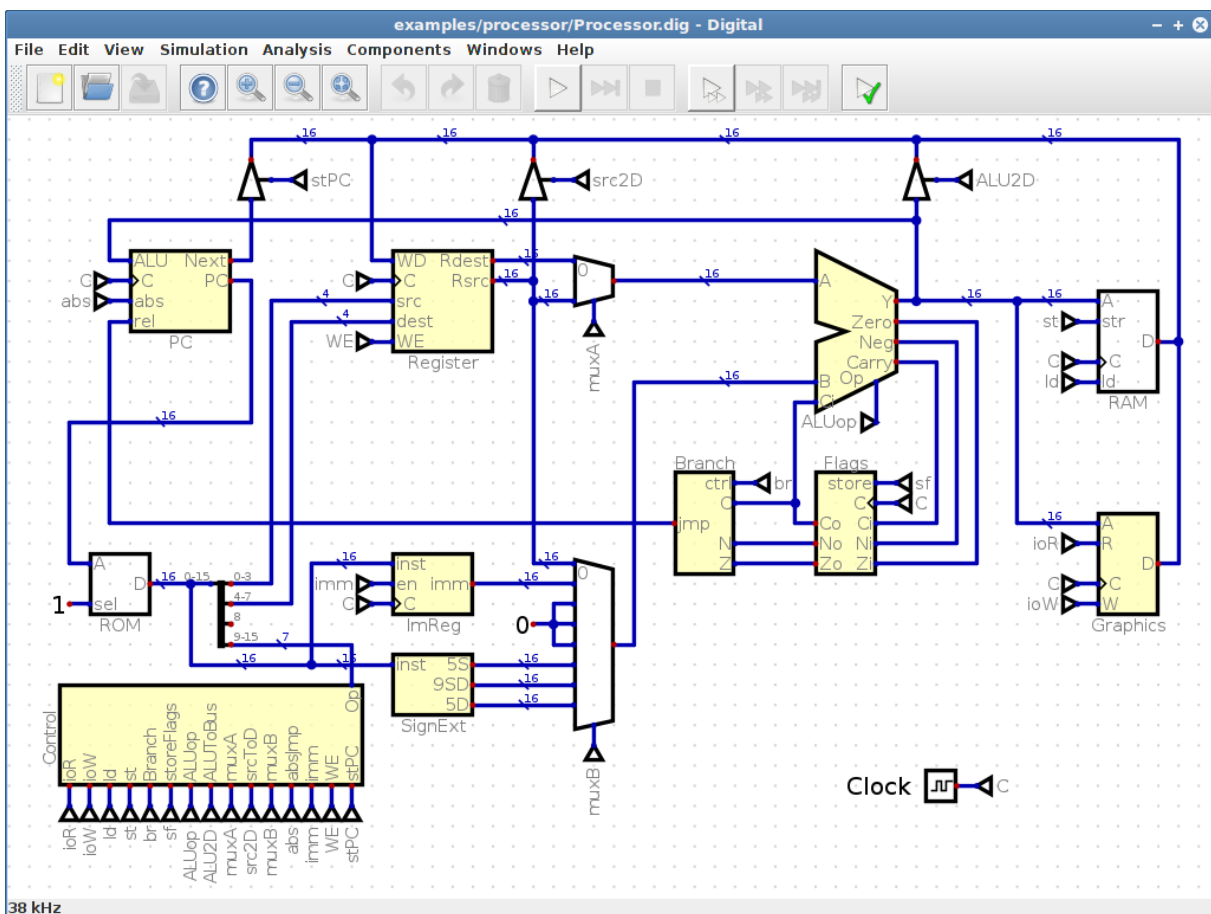 examples/processor/Processor.dig - Digital
File Edit View Simulation Analysis Components Windows Help
16 16 16 16
stPC src2D ALU2D
16
ALU Next
C C PC
abs abs
rel
PC
WD Rdest 16
C C Rsrc 16
4 src 16
4 dest
WE WE
Register
0
muxA
16
A
Y 16 16
Zero
Neg
Carry
16 B Op
Ci
ALUop
A
st str
D
C C
ld ld
RAM
16
Branch
ctrl br
C
jmp
N
Z
Flags
store sf
C C
Co Ci
No Ni
Zo Zi
16 A
ioR R
D
C C
ioW W
Graphics
A
D 16 0-15
1 sel
ROM
0-3
4-7
8
9-15 7
16 16
16 inst
imm en imm 16
C C
ImReg
16
0
0
inst 5S 16
9SD 16
5D 16
SignExt
muxB
Control
Op
ioR ioW ld st Branch storeFlags ALUop ALUToBus muxA srcToD muxB absJmp imm WE stPC
ioR ioW ld st br sf ALUop ALU2D muxA src2D muxB abs imm WE stPC
Clock C
38 kHz